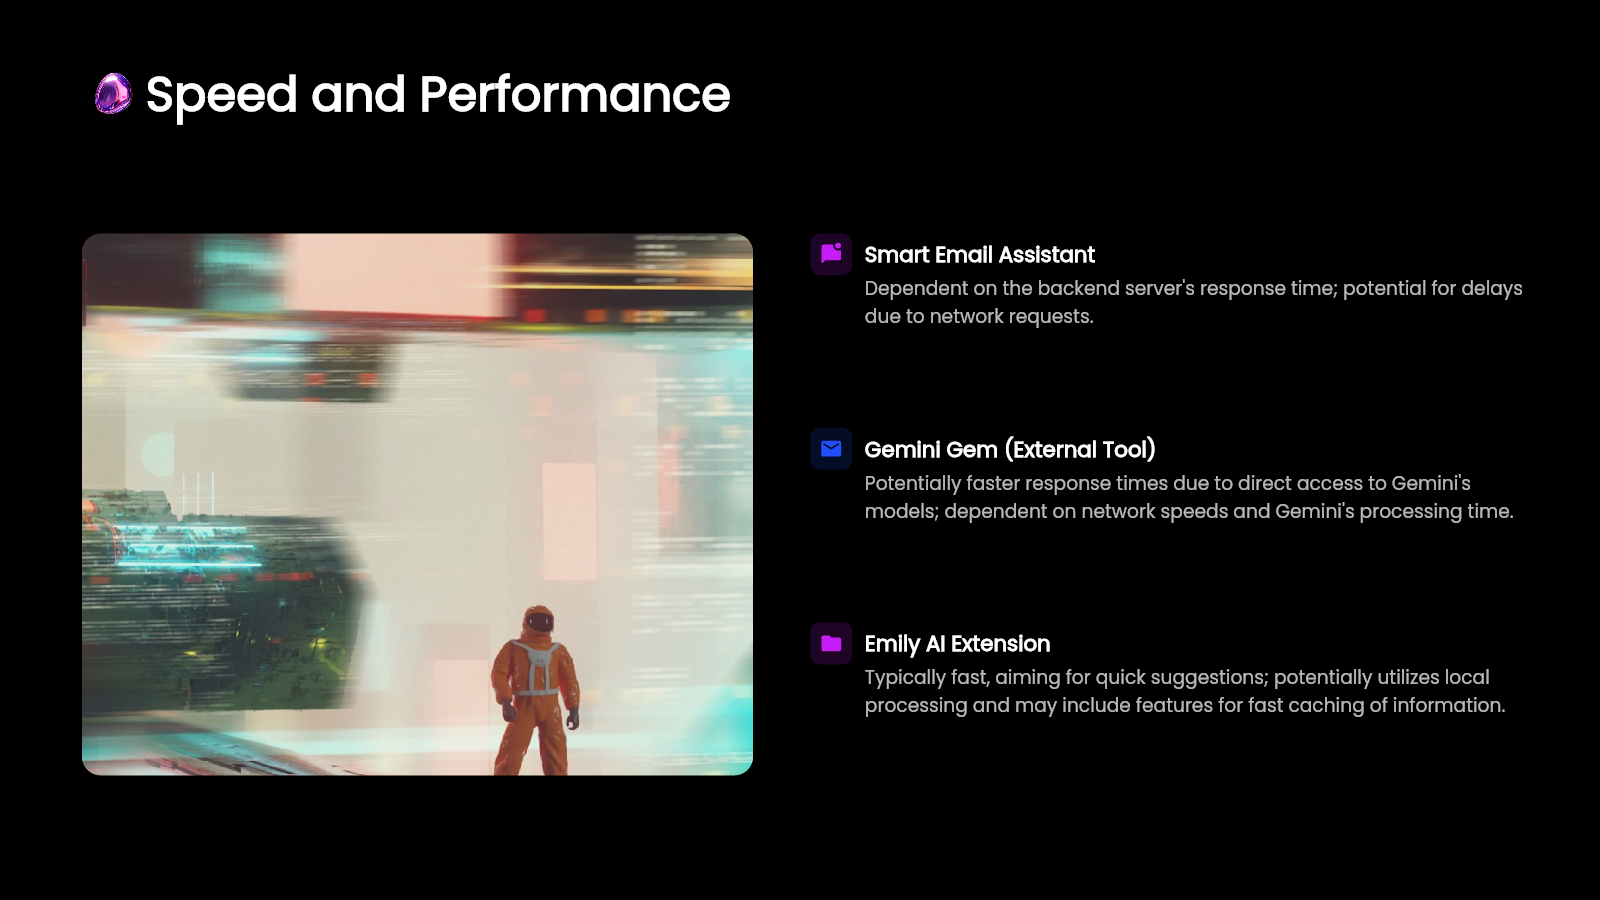 Speed and Performance
Smart Email Assistant
Dependent on the backend server's response time; potential for delays
due to network requests.
Gemini Gem (External Tool)
Potentially faster response times due to direct access to Gemini's
models; dependent on network speeds and Gemini's processing time.
Emily AI Extension
Typically fast, aiming for quick suggestions; potentially utilizes local
processing and may include features for fast caching of information.